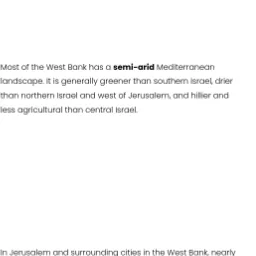 Most of the West Bank has a semi-arid Mediterranean
landscape. It is generally greener than southern Israel, drier
than northern Israel and west of Jerusalem, and hillier and
less agricultural than central Israel.
In Jerusalem and surrounding cities in the West Bank, nearly